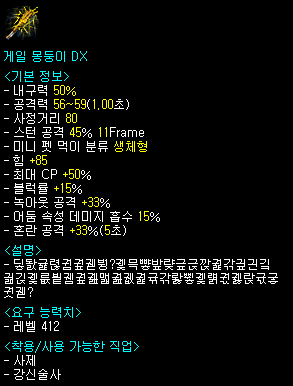 게일 몽둥이 DX
<기본 정보>
- 내구력 50%
- 공격력 56~59(1,00초)
- 사정거리 80
- 스턴 공격 45% 11Frame
- 미니 펫 먹이 분류 생체형
- 힘 +85
- 최대 CP +50%
- 블럭률 +15%
- 녹아웃 공격 +33%
- 어둠 속성 데미지 흡수 15%
- 혼란 공격 +33%(5초)
<설명>
<요구 능력치>
- 레벨 412
<착용/사용 가능한 직업>
- 사제
- 강신술사